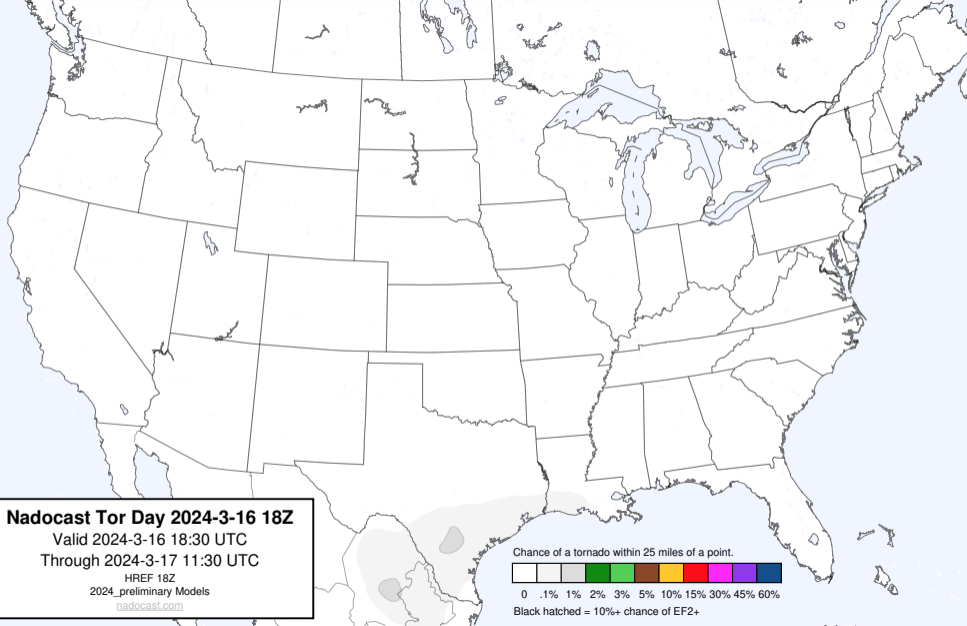 Nadocast Tor Day 2024-3-16 18Z
Valid 2024-3-16 18:30 UTC
Through 2024-3-17 11:30 UTC
HREF 18Z
2024_preliminary Models
nadocast.com
Chance of a tornado within 25 miles of a point.
0 .1% 1% 2% 3% 5% 10% 15% 30% 45% 60%
Black hatched = 10%+ chance of EF2+